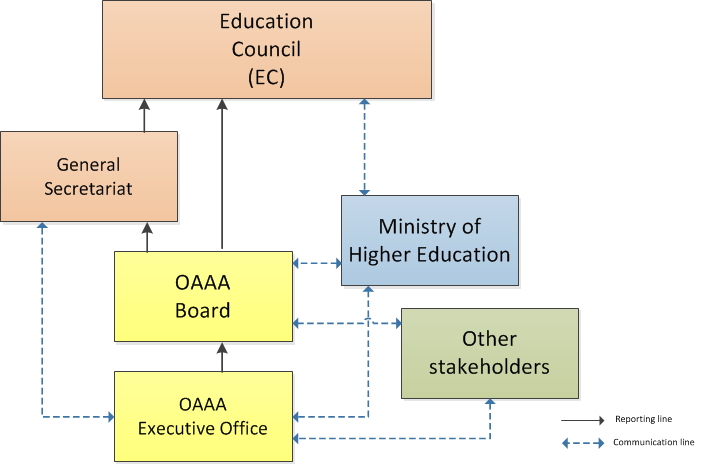 Education
Council
(EC)
General
Secretariat
Ministry of
Higher Education
OAAA
Board
Other
stakeholders
OAAA
Executive Office
Reporting line
Communication line